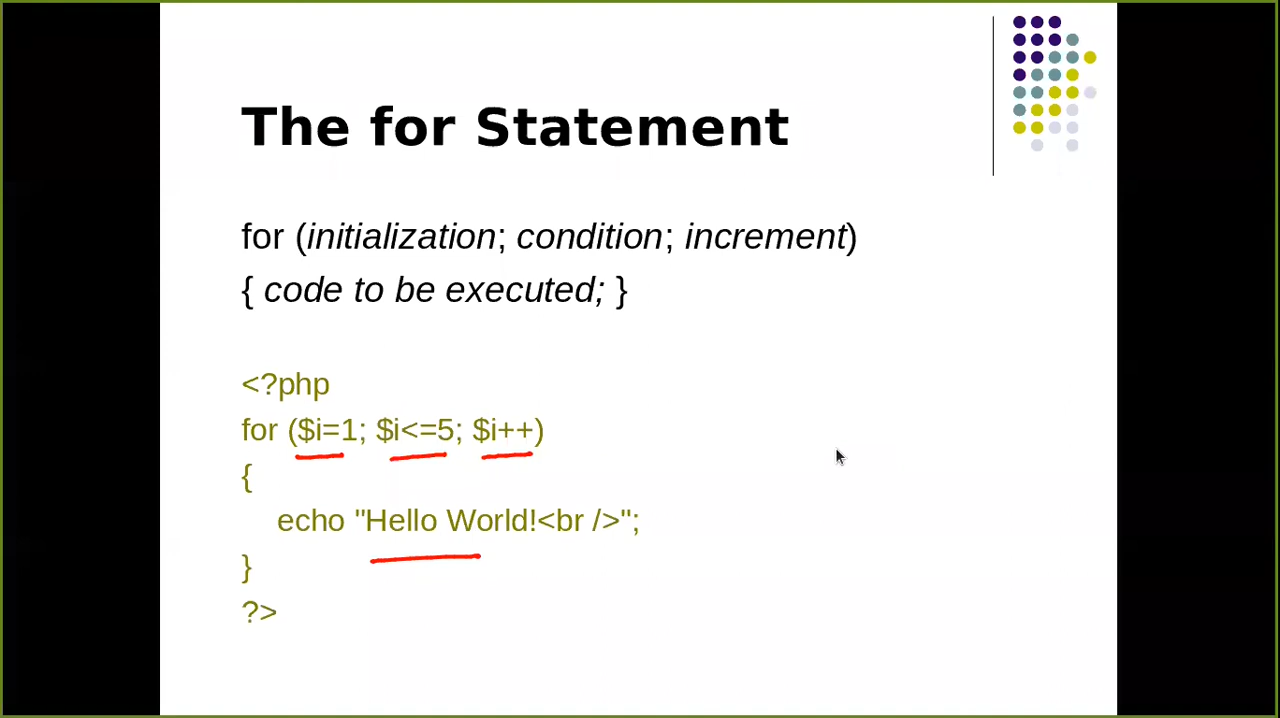 The for Statement
for (initialization; condition; increment)
{ code to be executed; }
<?php
for ($i=1; $i<=5; $i++)
{
echo "Hello World!<br />";
}
?>